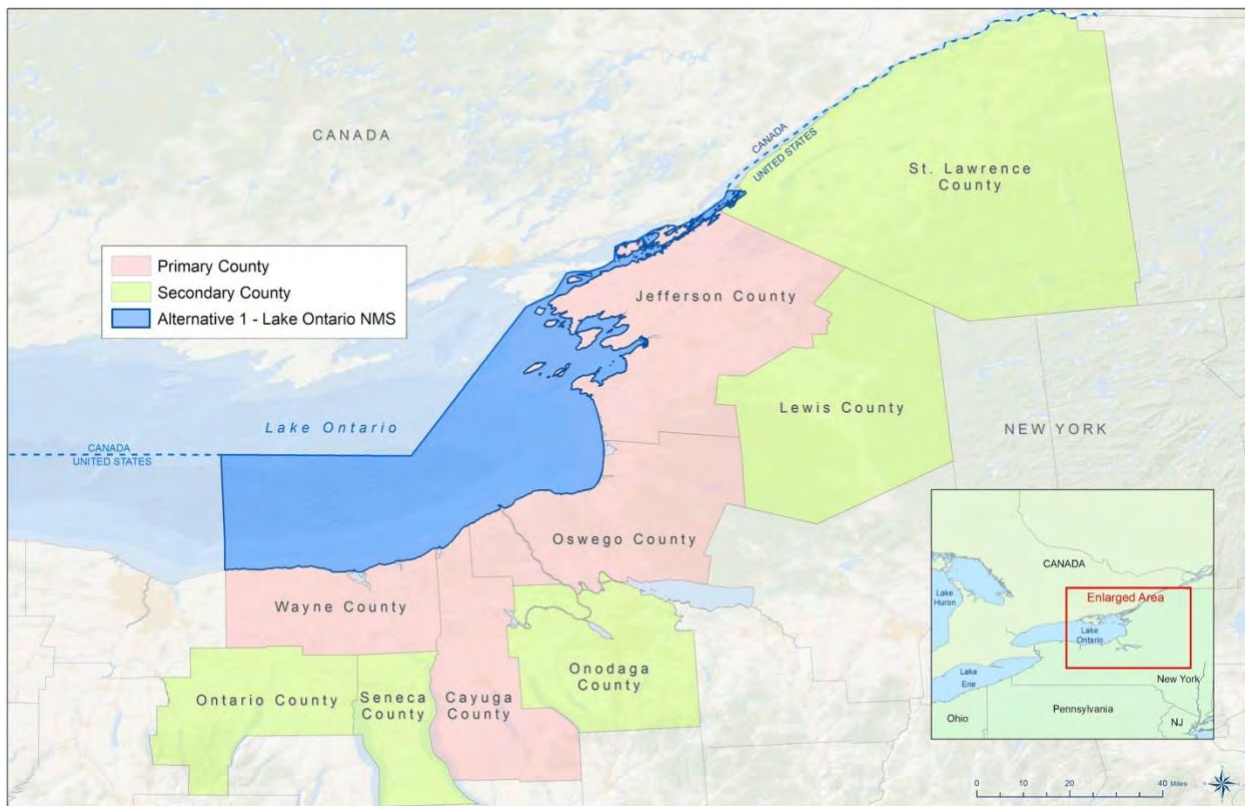 CANADA
CANADA
UNITED STATES
St. Lawrence
County
Primary County
Secondary County
Alternative 1 - Lake Ontario NMS
Jefferson County
Lewis County
NEW YORK
Lake Ontario
CANADA
UNITED STATES
Oswego County
Wayne County
Onodaga
County
Ontario County
Seneca
County
Cayuga
County
CANADA
Enlarged Area
Lake
Huron
Lake
Ontario
Lake
Erie
New York
Pennsylvania
Ohio
NJ
0 10 20 40 Miles